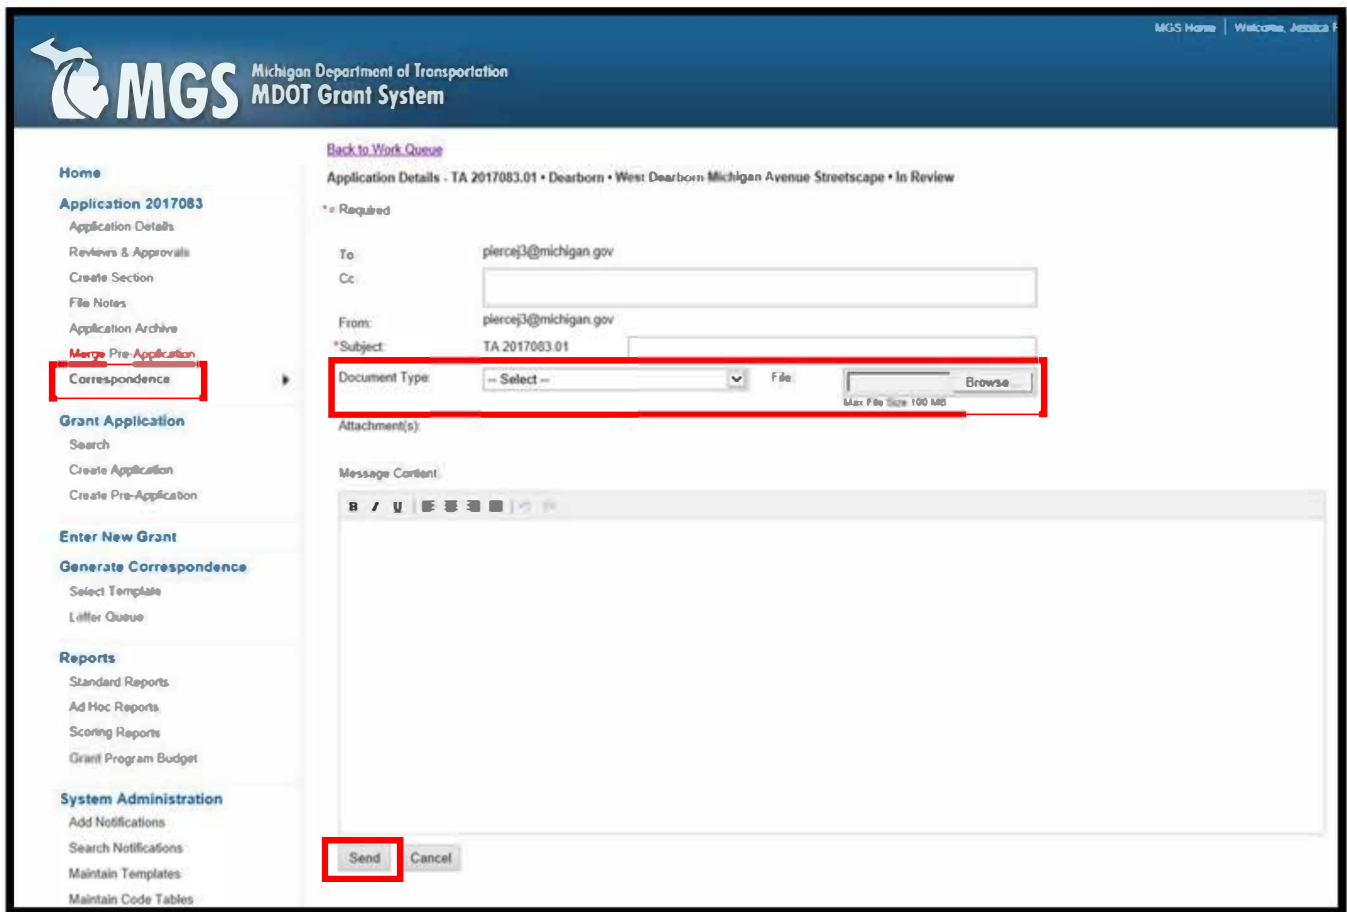 MGS Home | Welcome, Jessica
MGS Michigan Department of Transportation
MDOT Grant System
Back to Work Queue
Home
Application Details - TA 2017083.01 • Dearborn • West Dearborn Michigan Avenue Streetscape • In Review
Application 2017083
*= Required
Application Details
Reviews & Approvals
To
piercej3@michigan.gov
Create Section
Cc
File Notes
Application Archive
From:
piercej3@michigan.gov
Merge Pre-Application
*Subject:
TA 2017083.01
Correspondence
Document Type:
-- Select --
File:
Browse...
Max File Size 100 MB
Grant Application
Attachment(s):
Search
Create Application
Message Content:
Create Pre-Application
B I U
Enter New Grant
Generate Correspondence
Select Template
Letter Queue
Reports
Standard Reports
Ad Hoc Reports
Scoring Reports
Grant Program Budget
System Administration
Add Notifications
Search Notifications
Send
Cancel
Maintain Templates
Maintain Code Tables